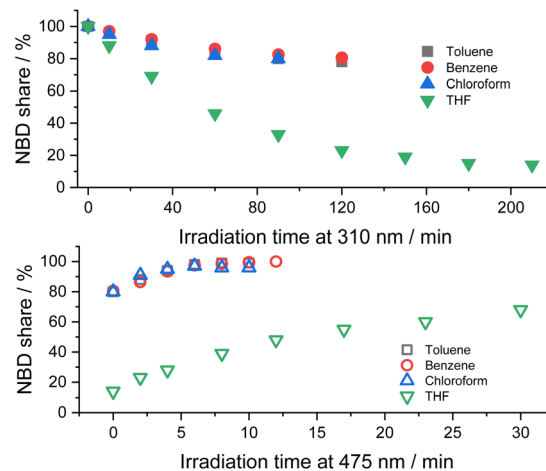 NBD share / %
100
80
60
40
20
0
Toluene
Benzene
Chloroform
THF
0 40 80 120 160 200
Irradiation time at 310 nm / min
NBD share / %
100
80
60
40
20
0
Toluene
Benzene
Chloroform
THF
0 5 10 15 20 25 30
Irradiation time at 475 nm / min